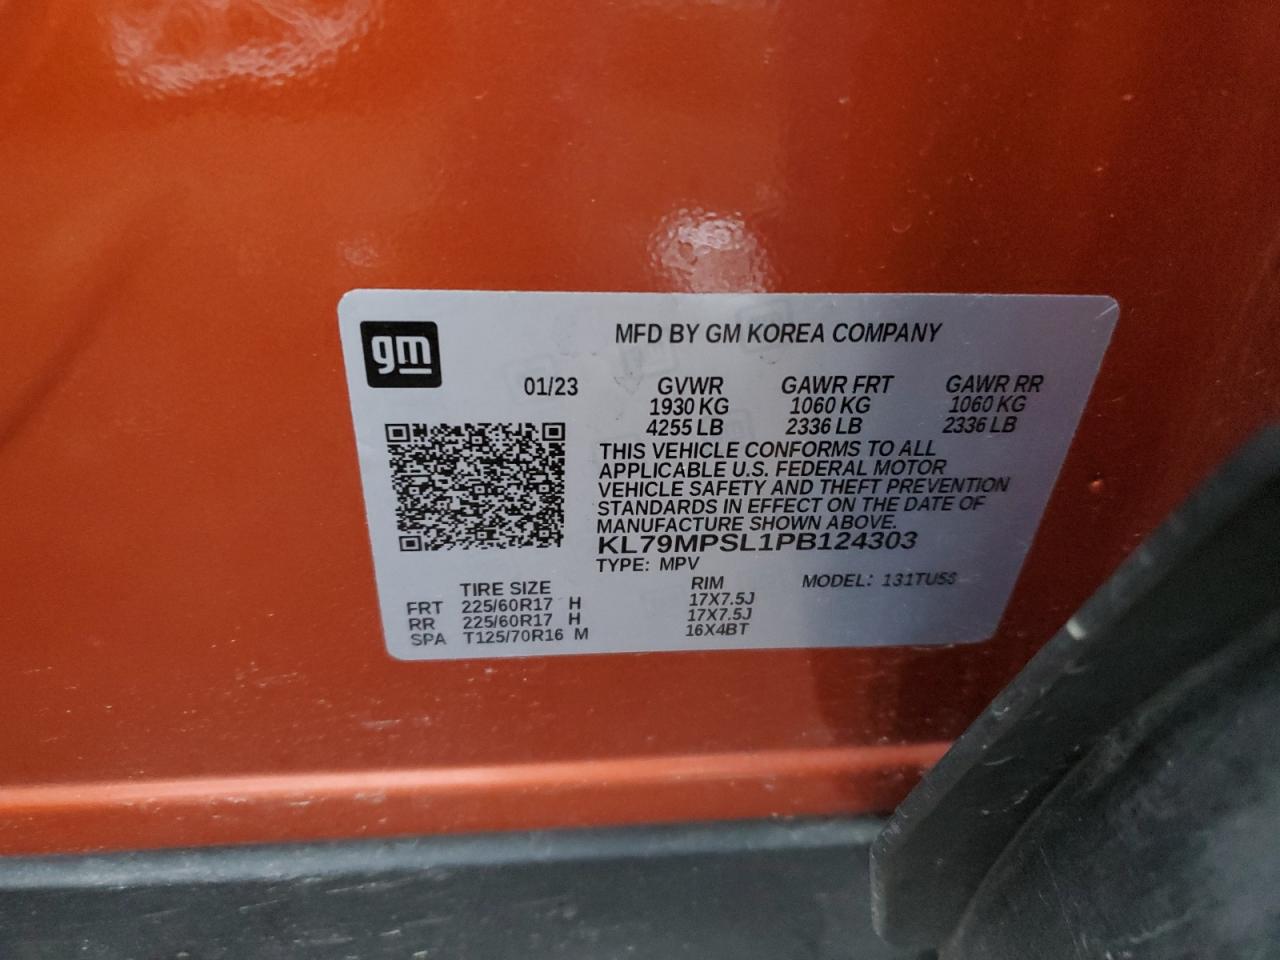 gm
MFD BY GM KOREA COMPANY
01/23 GVWR GAWR FRT GAWR RR
1930 KG 1060 KG 1060 KG
4255 LB 2336 LB 2336 LB
THIS VEHICLE CONFORMS TO ALL
APPLICABLE U.S. FEDERAL MOTOR
VEHICLE SAFETY AND THEFT PREVENTION
STANDARDS IN EFFECT ON THE DATE OF
MANUFACTURE SHOWN ABOVE.
KL79MPSL1PB124303
TYPE: MPV
TIRE SIZE RIM MODEL:
FRT 225/60R17 H 17X7.5J
RR 225/60R17 H 17X7.5J
SPA T125/70R16 M 16X4BT